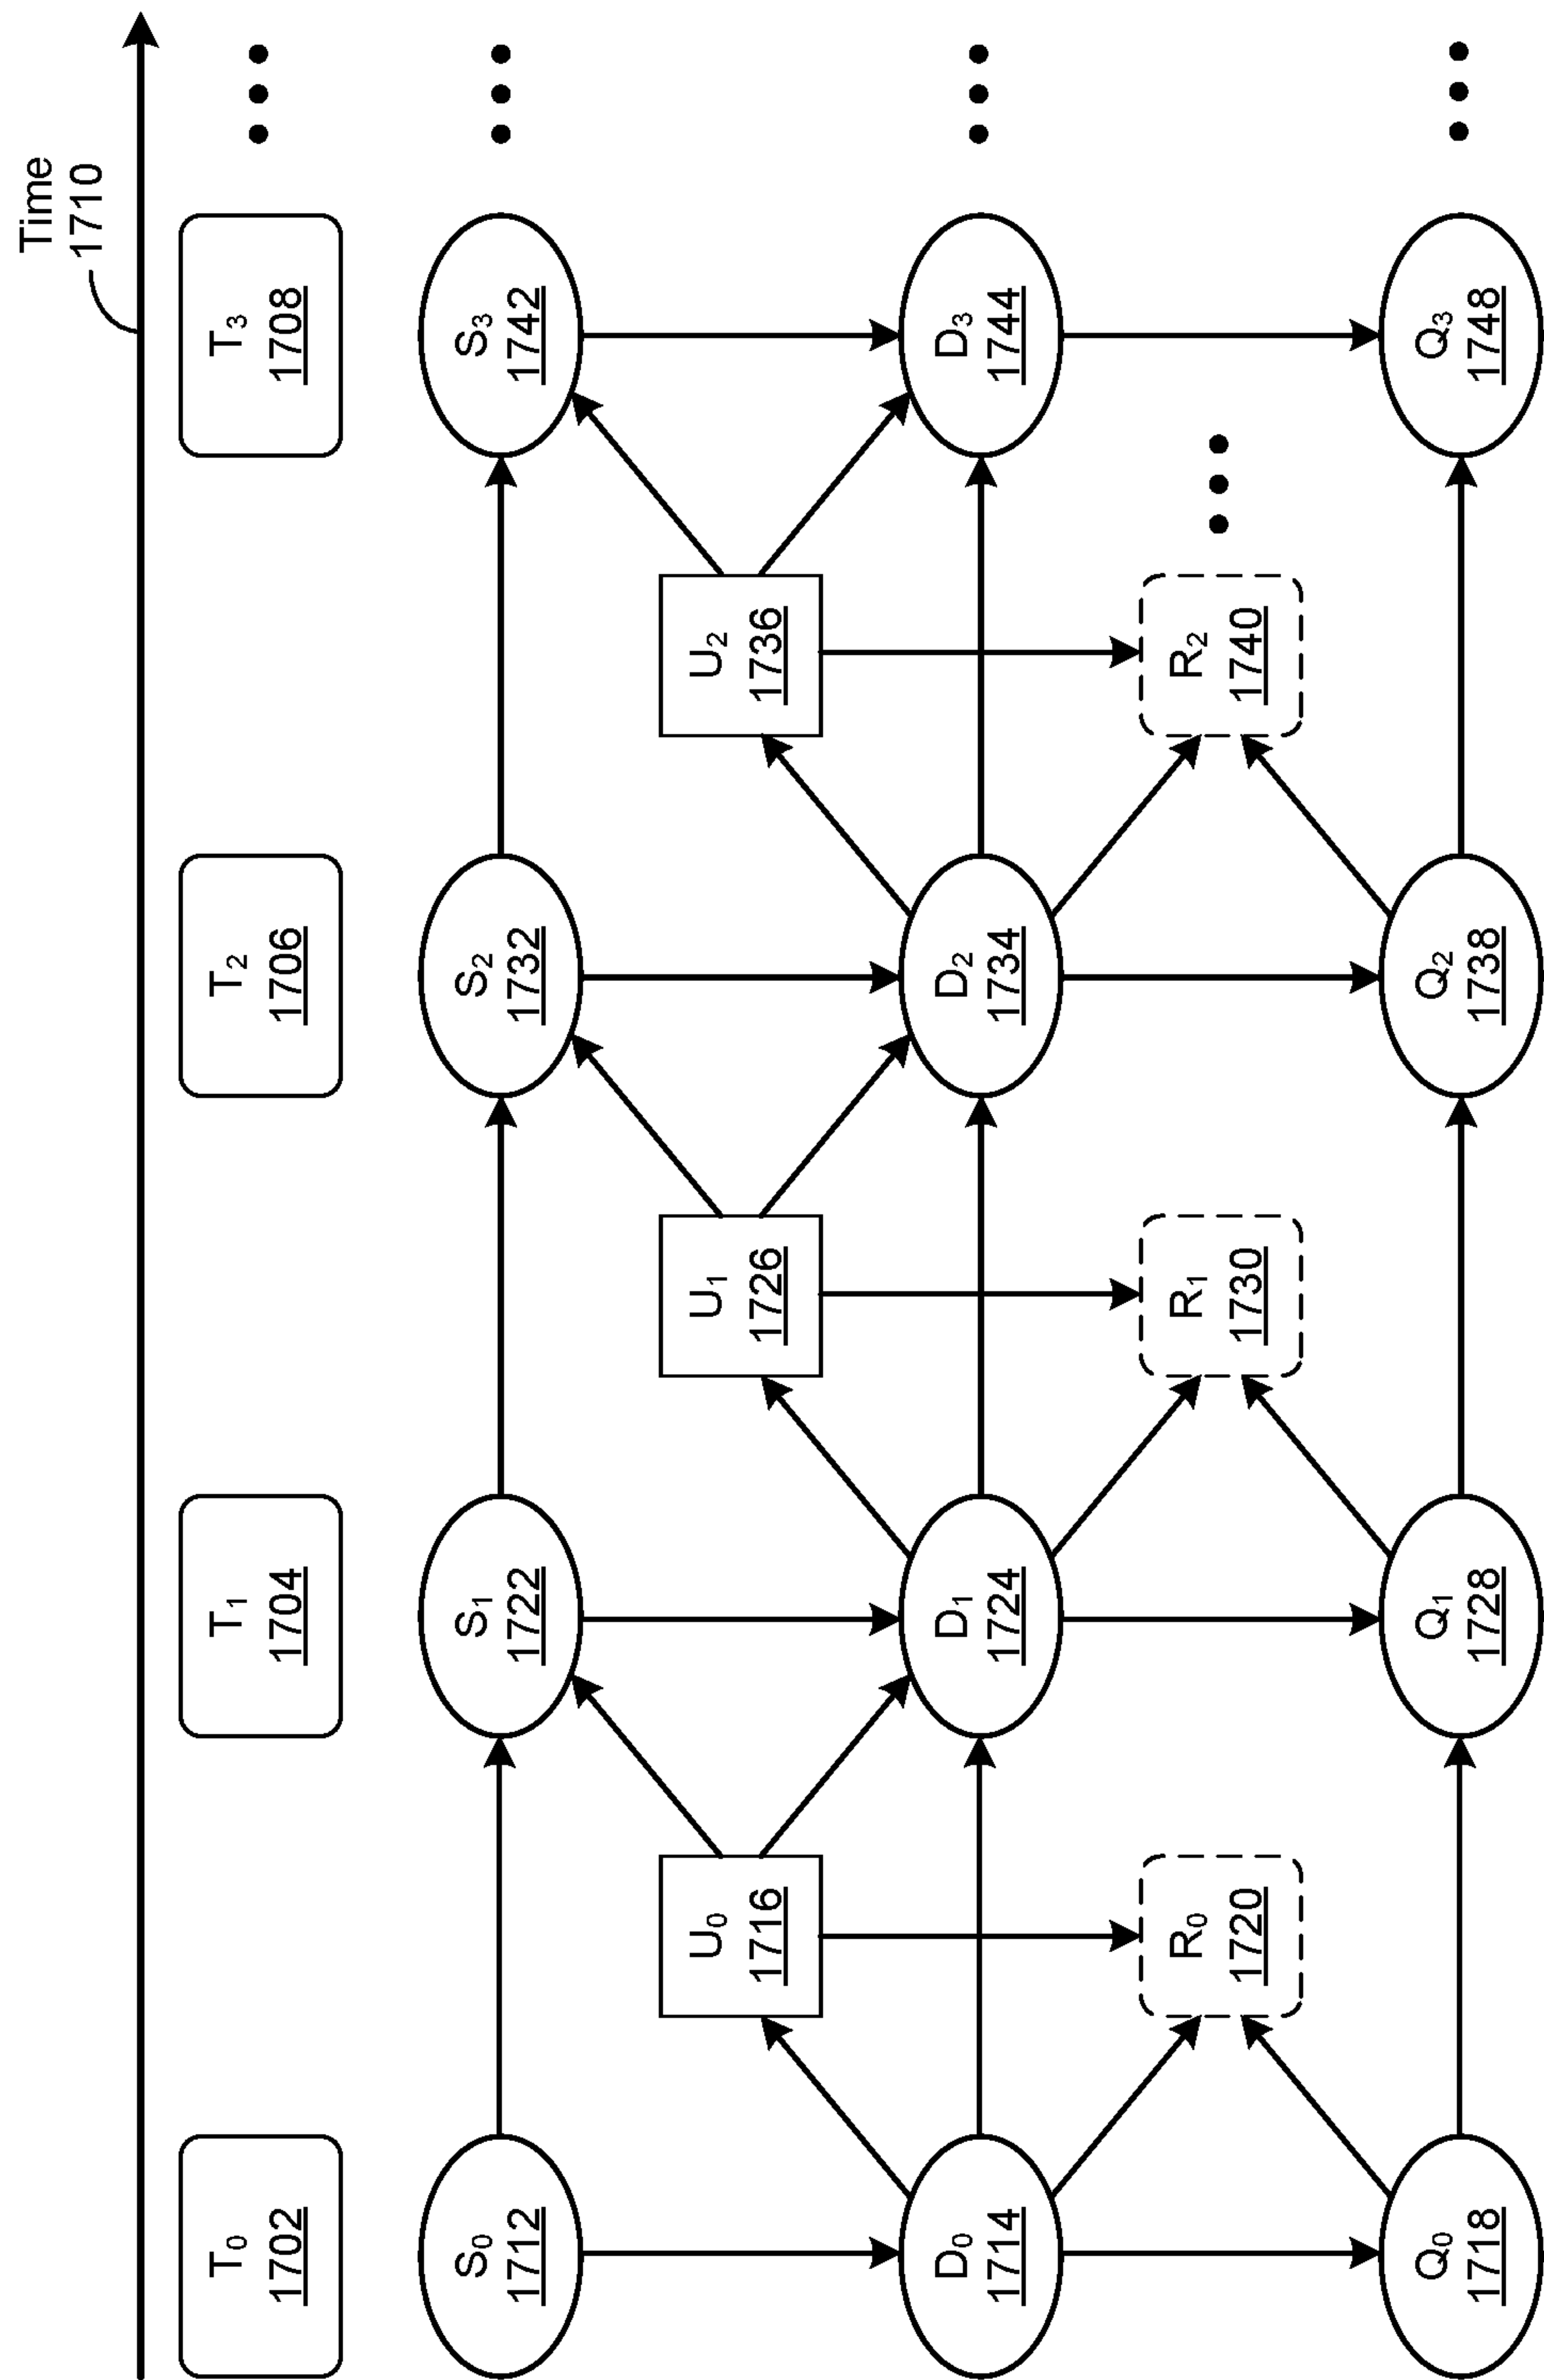 Time
1710
T₀
1702
T₁
1704
T₂
1706
T₃
1708
S₀
1712
S₁
1722
S₂
1732
S₃
1742
U₀
1716
U₁
1726
U₂
1736
D₀
1714
D₁
1724
D₂
1734
D₃
1744
R₀
1720
R₁
1730
R₂
1740
Q₀
1718
Q₁
1728
Q₂
1738
Q₃
1748